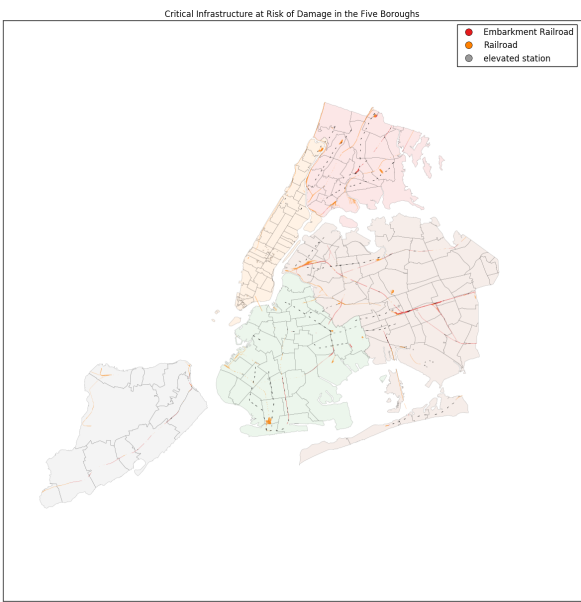 Critical Infrastructure at Risk of Damage in the Five Boroughs
Embarkment Railroad
Railroad
elevated station